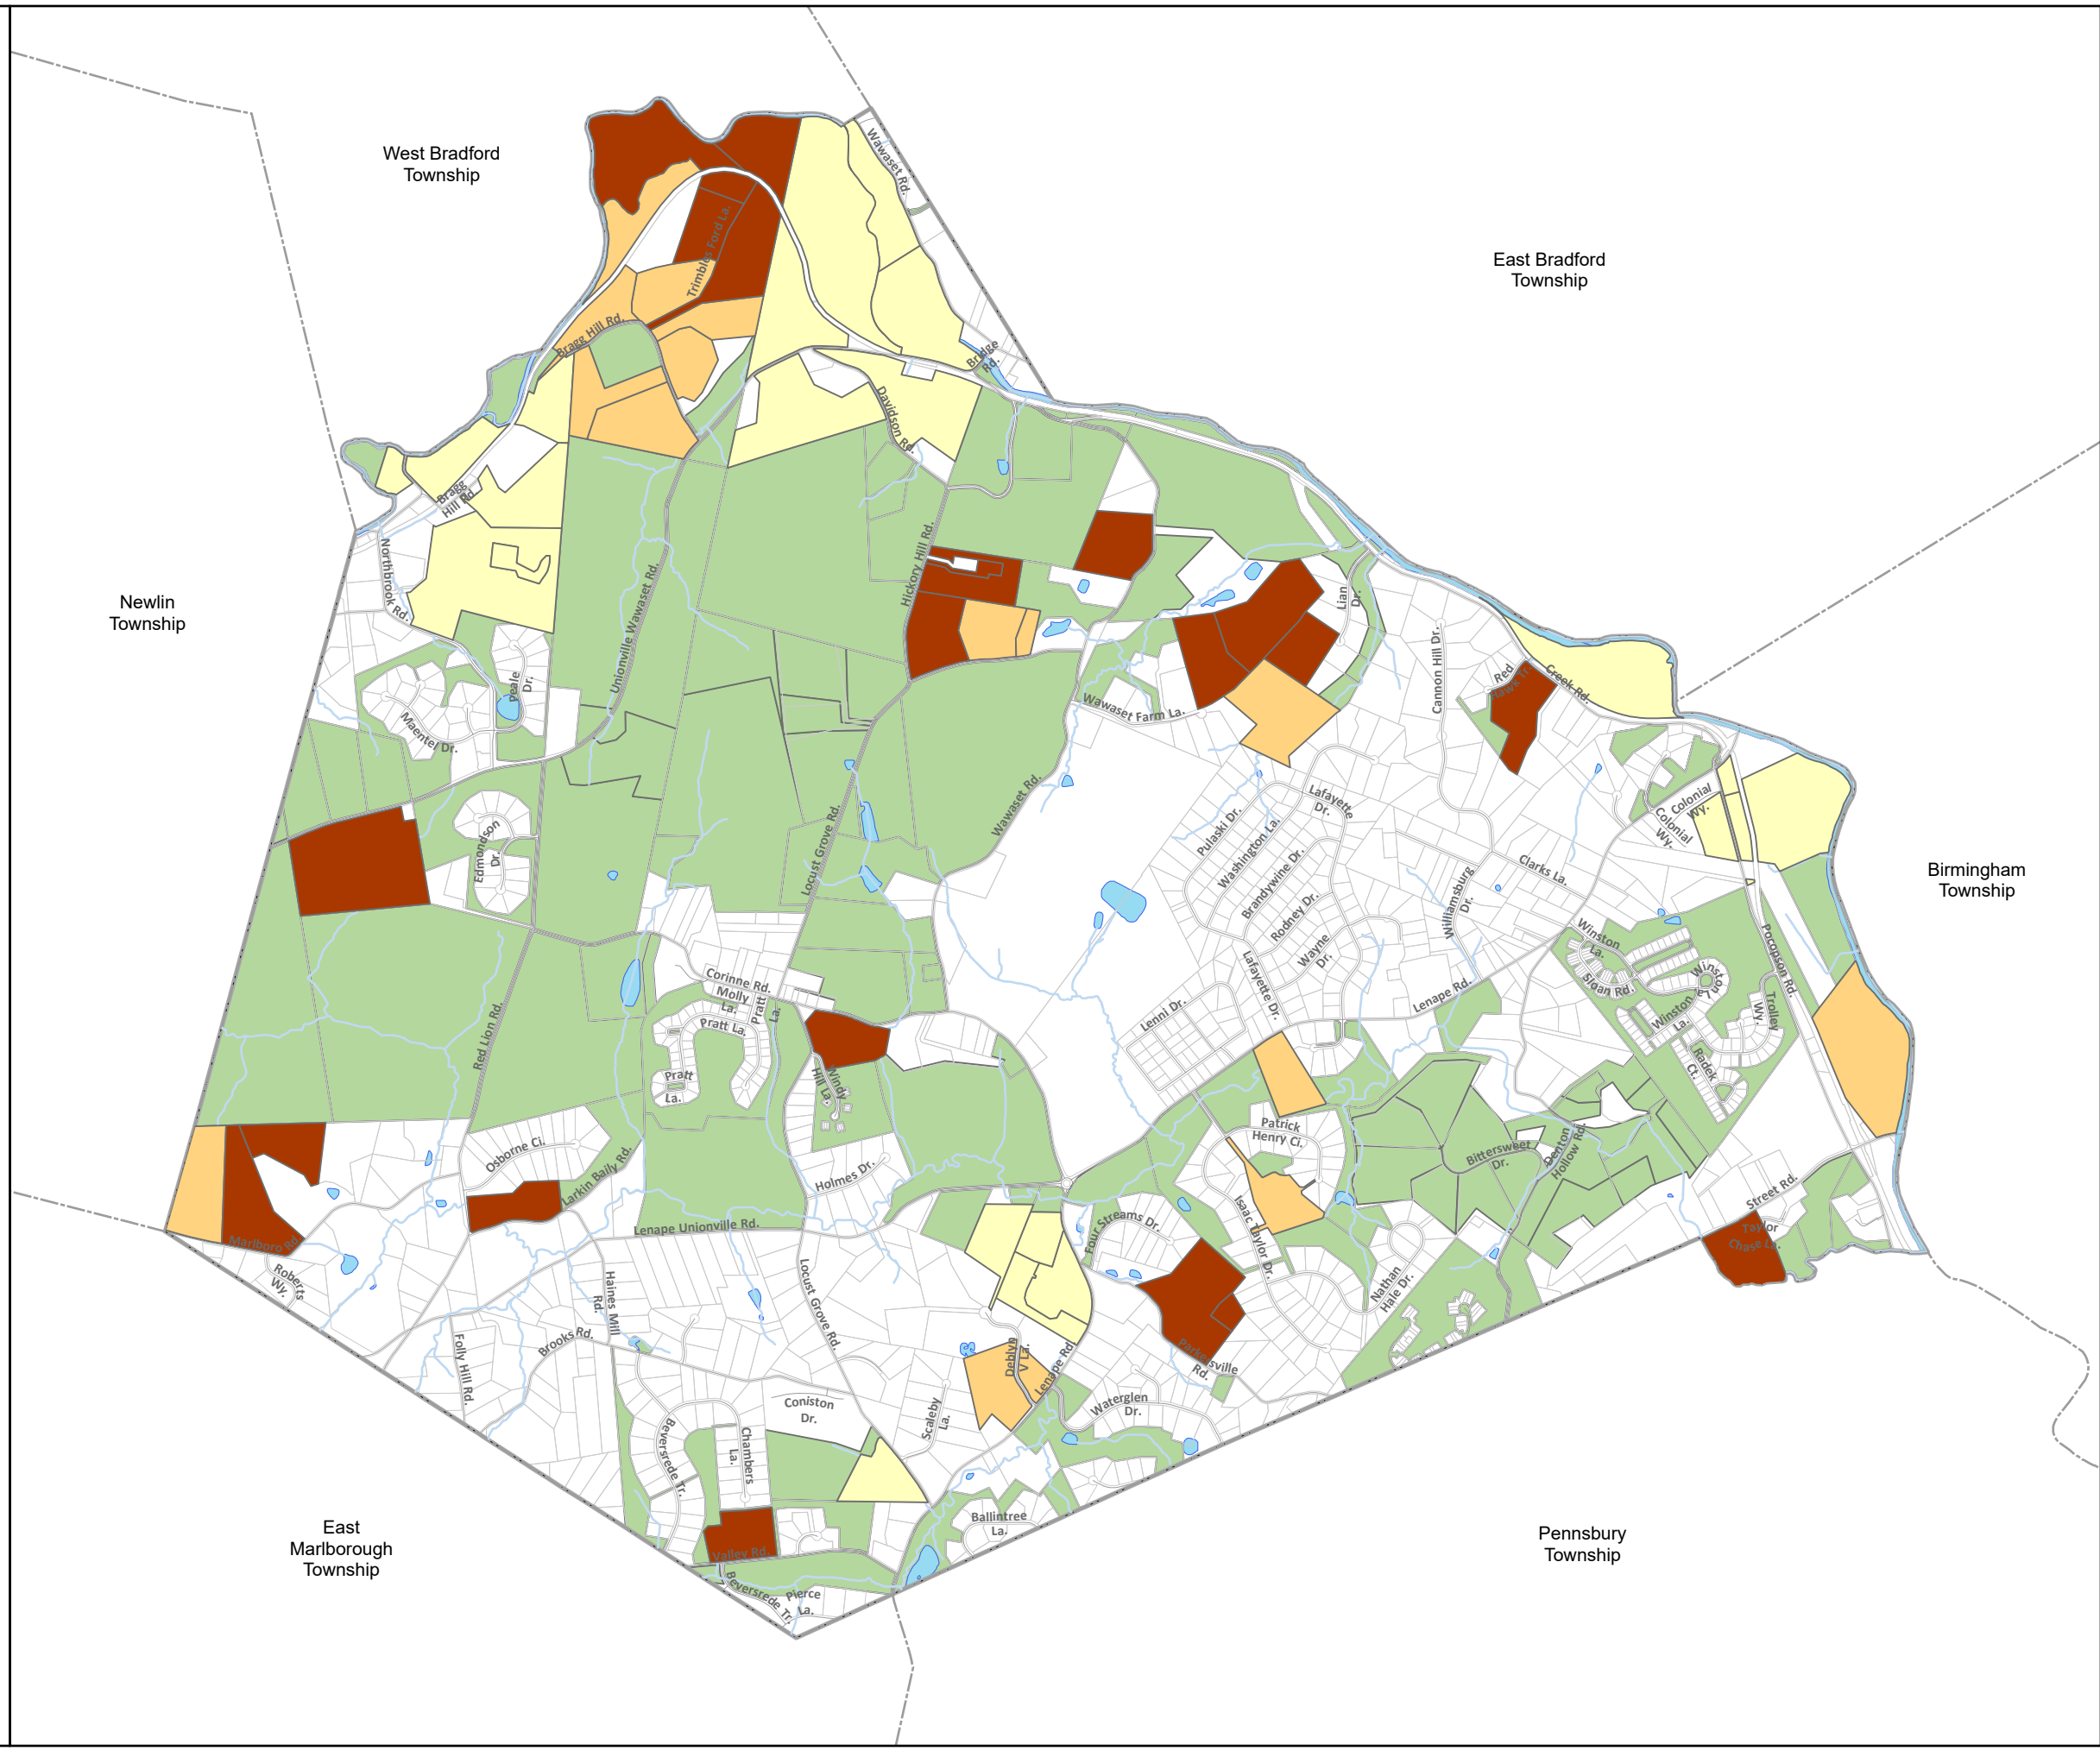 West Bradford
Township
Wawaset Rd.
East Bradford
Township
Trimbles Ford La.
Bragg Hill Rd.
Bridge
Rd.
Davidson Rd.
Bragg
Hill Rd
Northbrook Rd.
Hickory Hill Rd.
Newlin
Township
Unionville Wawaset Rd.
Lian
Dr.
Peale
Dr.
Maentel Dr.
Wawaset Farm La.
Cannon Hill Dr.
Red
Hawk Tr.
Creek Rd.
Wawaset Rd.
Lafayette
Dr.
Pulaski Dr.
Washington La.
Colonial
Wy.
Colonial
Wy.
Edmondson
Dr.
Locust Grove Rd.
Brandywine Dr.
Rodney Dr.
Wayne
Dr.
Williamsburg
Dr.
Clarks La.
Birmingham
Township
Winston
La.
Sloan Rd.
Winston La.
Winston
La.
Pocopson Rd.
Trolley
Wy.
Radek
Ct.
Corinne Rd.
Molly
La.
Pratt
La.
Pratt La.
Pratt
La.
Lafayette Dr.
Lenape Rd.
Lenni Dr.
Red Lion Rd.
Windy
Hill La.
Patrick
Henry Ci.
Bittersweet
Dr.
Denton
Hollow Rd.
Osborne Ci.
Larkin Baily Rd.
Holmes Dr.
Lenape Unionville Rd.
Four Streams Dr.
Isaac Taylor Dr.
Street Rd.
Taylor
Chase La.
Marlboro Rd.
Roberts
Wy.
Haines Mill
Rd.
Locust Grove Rd.
Nathan
Hale Dr.
Folly Hill Rd.
Brooks Rd.
Deblyn
La.
Lenape Rd.
Parkersville
Rd.
Waterglen
Dr.
Coniston
Dr.
Scaleby
La.
Beversrede Tr.
Chambers
La.
Ballintree
La.
East
Marlborough
Township
Pennsbury
Township
Valley Rd.
Beversrede Tr.
Pierce
La.